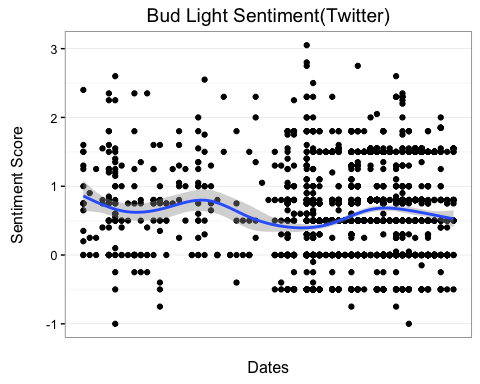 Bud Light Sentiment(Twitter)
3
2
1
0
-1
Sentiment Score
Dates